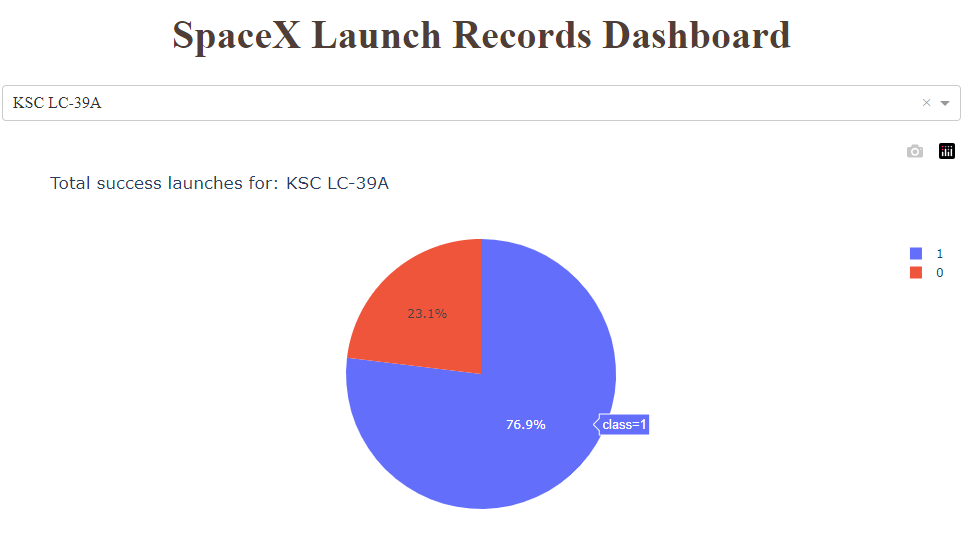 SpaceX Launch Records Dashboard
KSC LC-39A
Total success launches for: KSC LC-39A
1
0
23.1%
76.9%
class=1